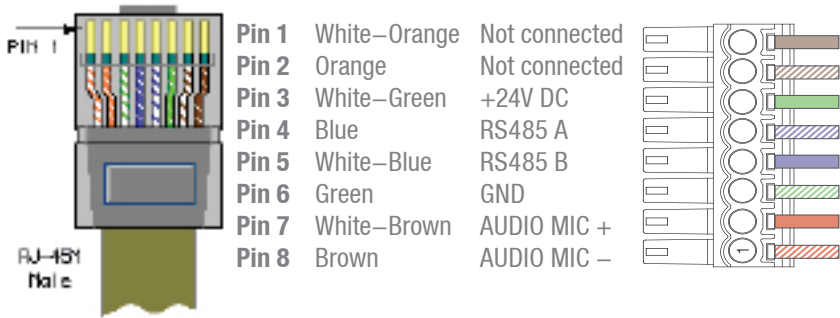 PIN 1
Pin 1 White–Orange Not connected
Pin 2 Orange Not connected
Pin 3 White–Green +24V DC
Pin 4 Blue RS485 A
Pin 5 White–Blue RS485 B
Pin 6 Green GND
Pin 7 White–Brown AUDIO MIC +
Pin 8 Brown AUDIO MIC –
1
RJ-45M
Male